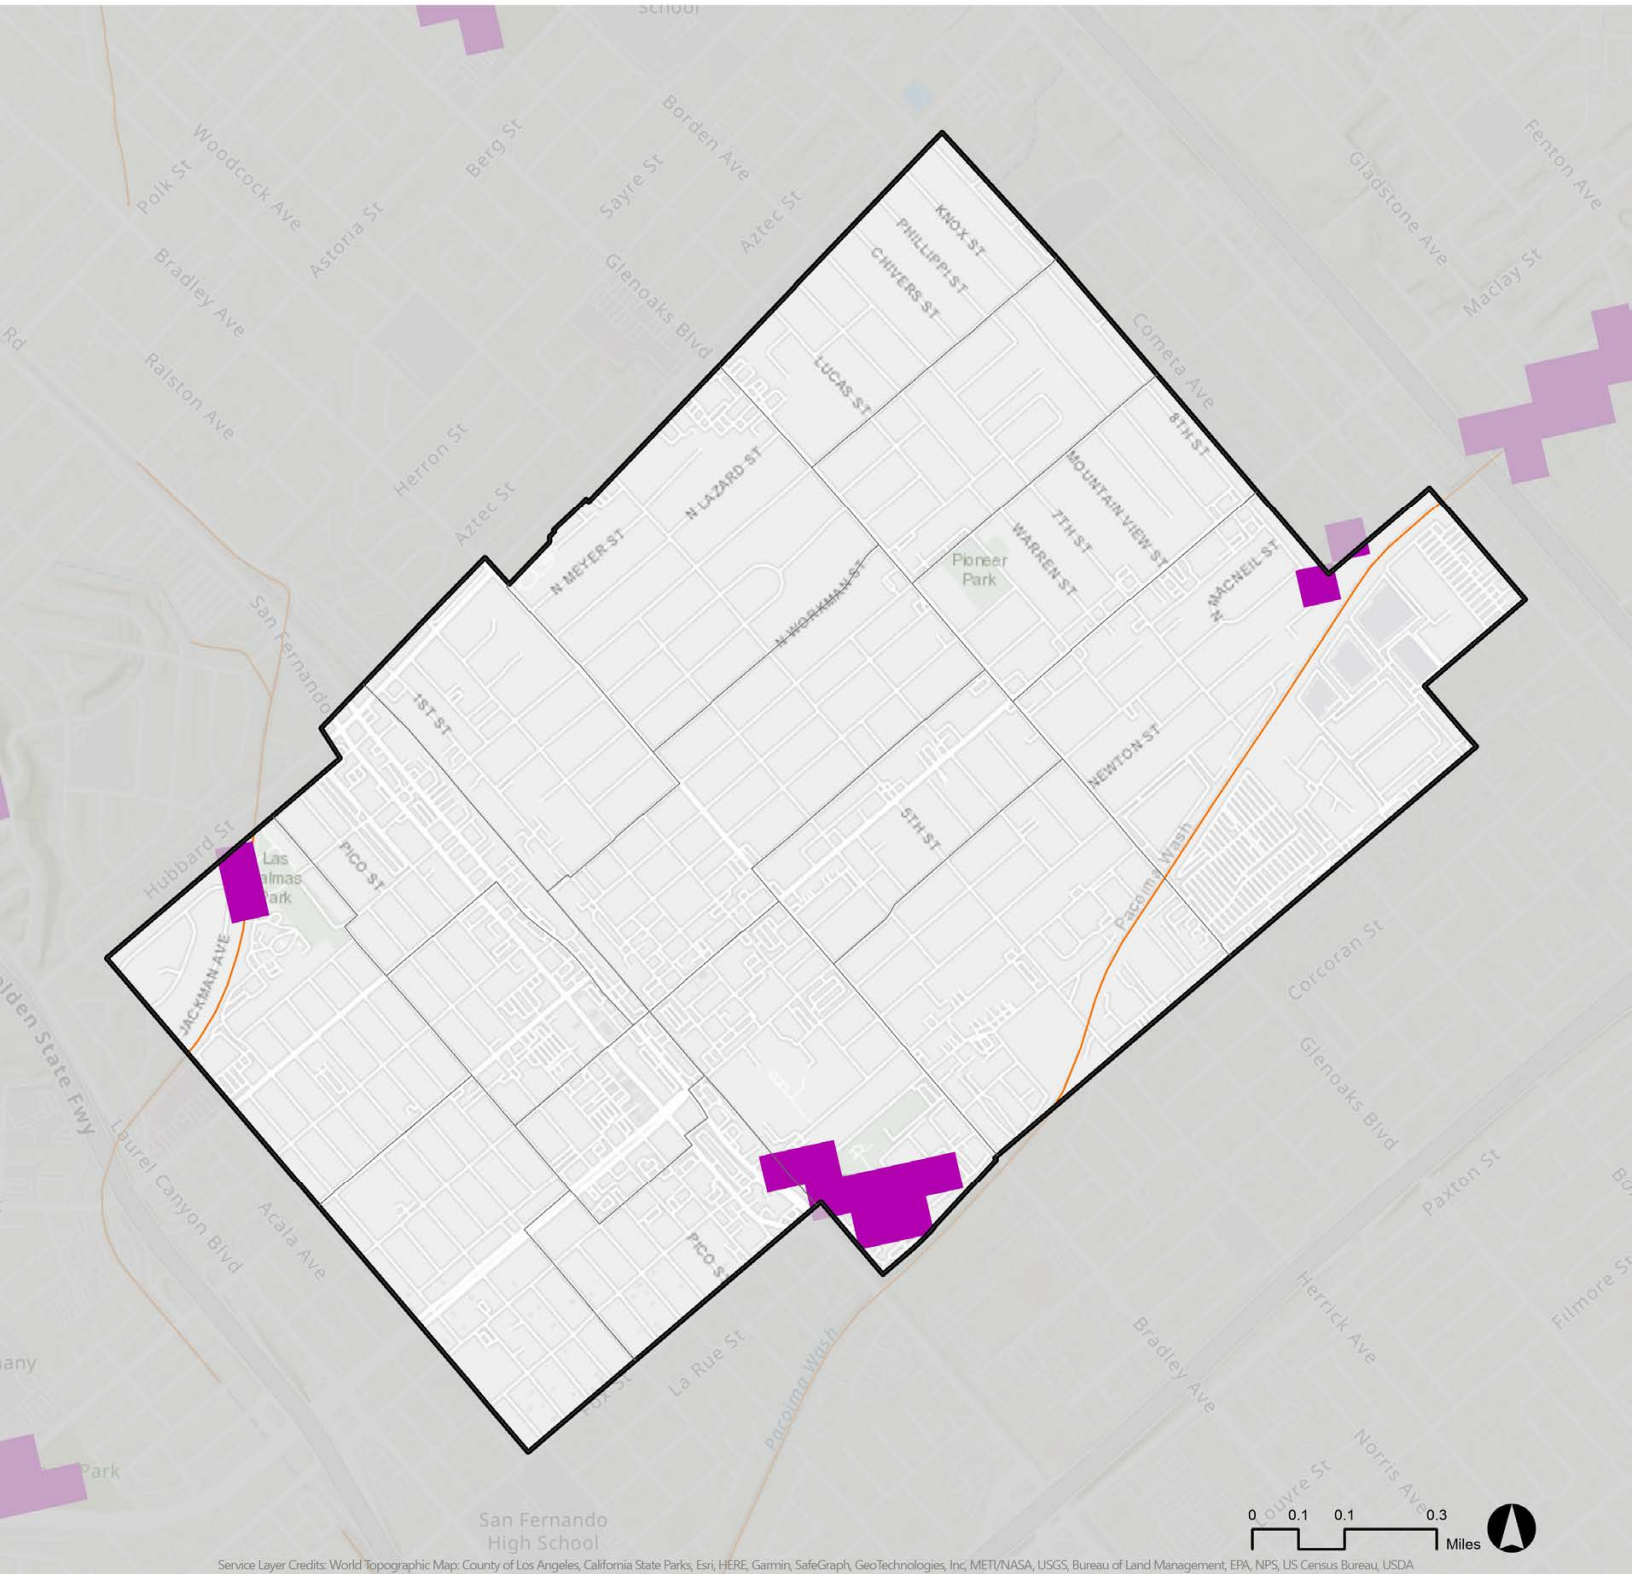 School
Borden Ave
Berg St
Woodcock Ave
Polk St
Sayre St
Aztec St
Astoria St
Fenton Ave
Gladstone Ave
Maclay St
Bradley Ave
Glenoaks Blvd
KNOX ST
PHILLIPPI ST
CHIVERS ST
Rd
Ralston Ave
Cometa Ave
LUCAS ST
8TH ST
Herron St
N LAZARD ST
MOUNTAIN VIEW ST
Aztec St
7TH ST
WARREN ST
N MEYER ST
Pioneer
Park
N WORKMAN ST
N MACNEIL ST
San Fernando
1ST ST
NEWTON ST
5TH ST
Hubbard St
Las
almas
ark
PICO ST
Pacoima Wash
JACKMAN AVE
olden State Fwy
Corcoran St
Glenoaks Blvd
Laurel Canyon Blvd
Acala Ave
Paxton St
PICO S
Fox St
La Rue St
Pacoima Wash
Bradley Ave
Herrick Ave
Filmore St
any
Park
Norris Ave
Louvre St
San Fernando
High School
0 0.1 0.1 0.3
Miles
Service Layer Credits: World Topographic Map: County of Los Angeles, California State Parks, Esri, HERE, Garmin, SafeGraph, GeoTechnologies, Inc, METI/NASA, USGS, Bureau of Land Management, EPA, NPS, US Census Bureau, USDA